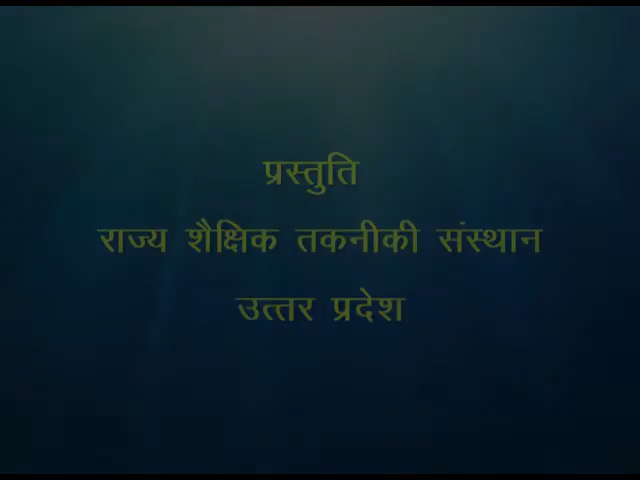 प्रस्तुति
राज्य शैक्षिक तकनीकी संस्थान
उत्तर प्रदेश